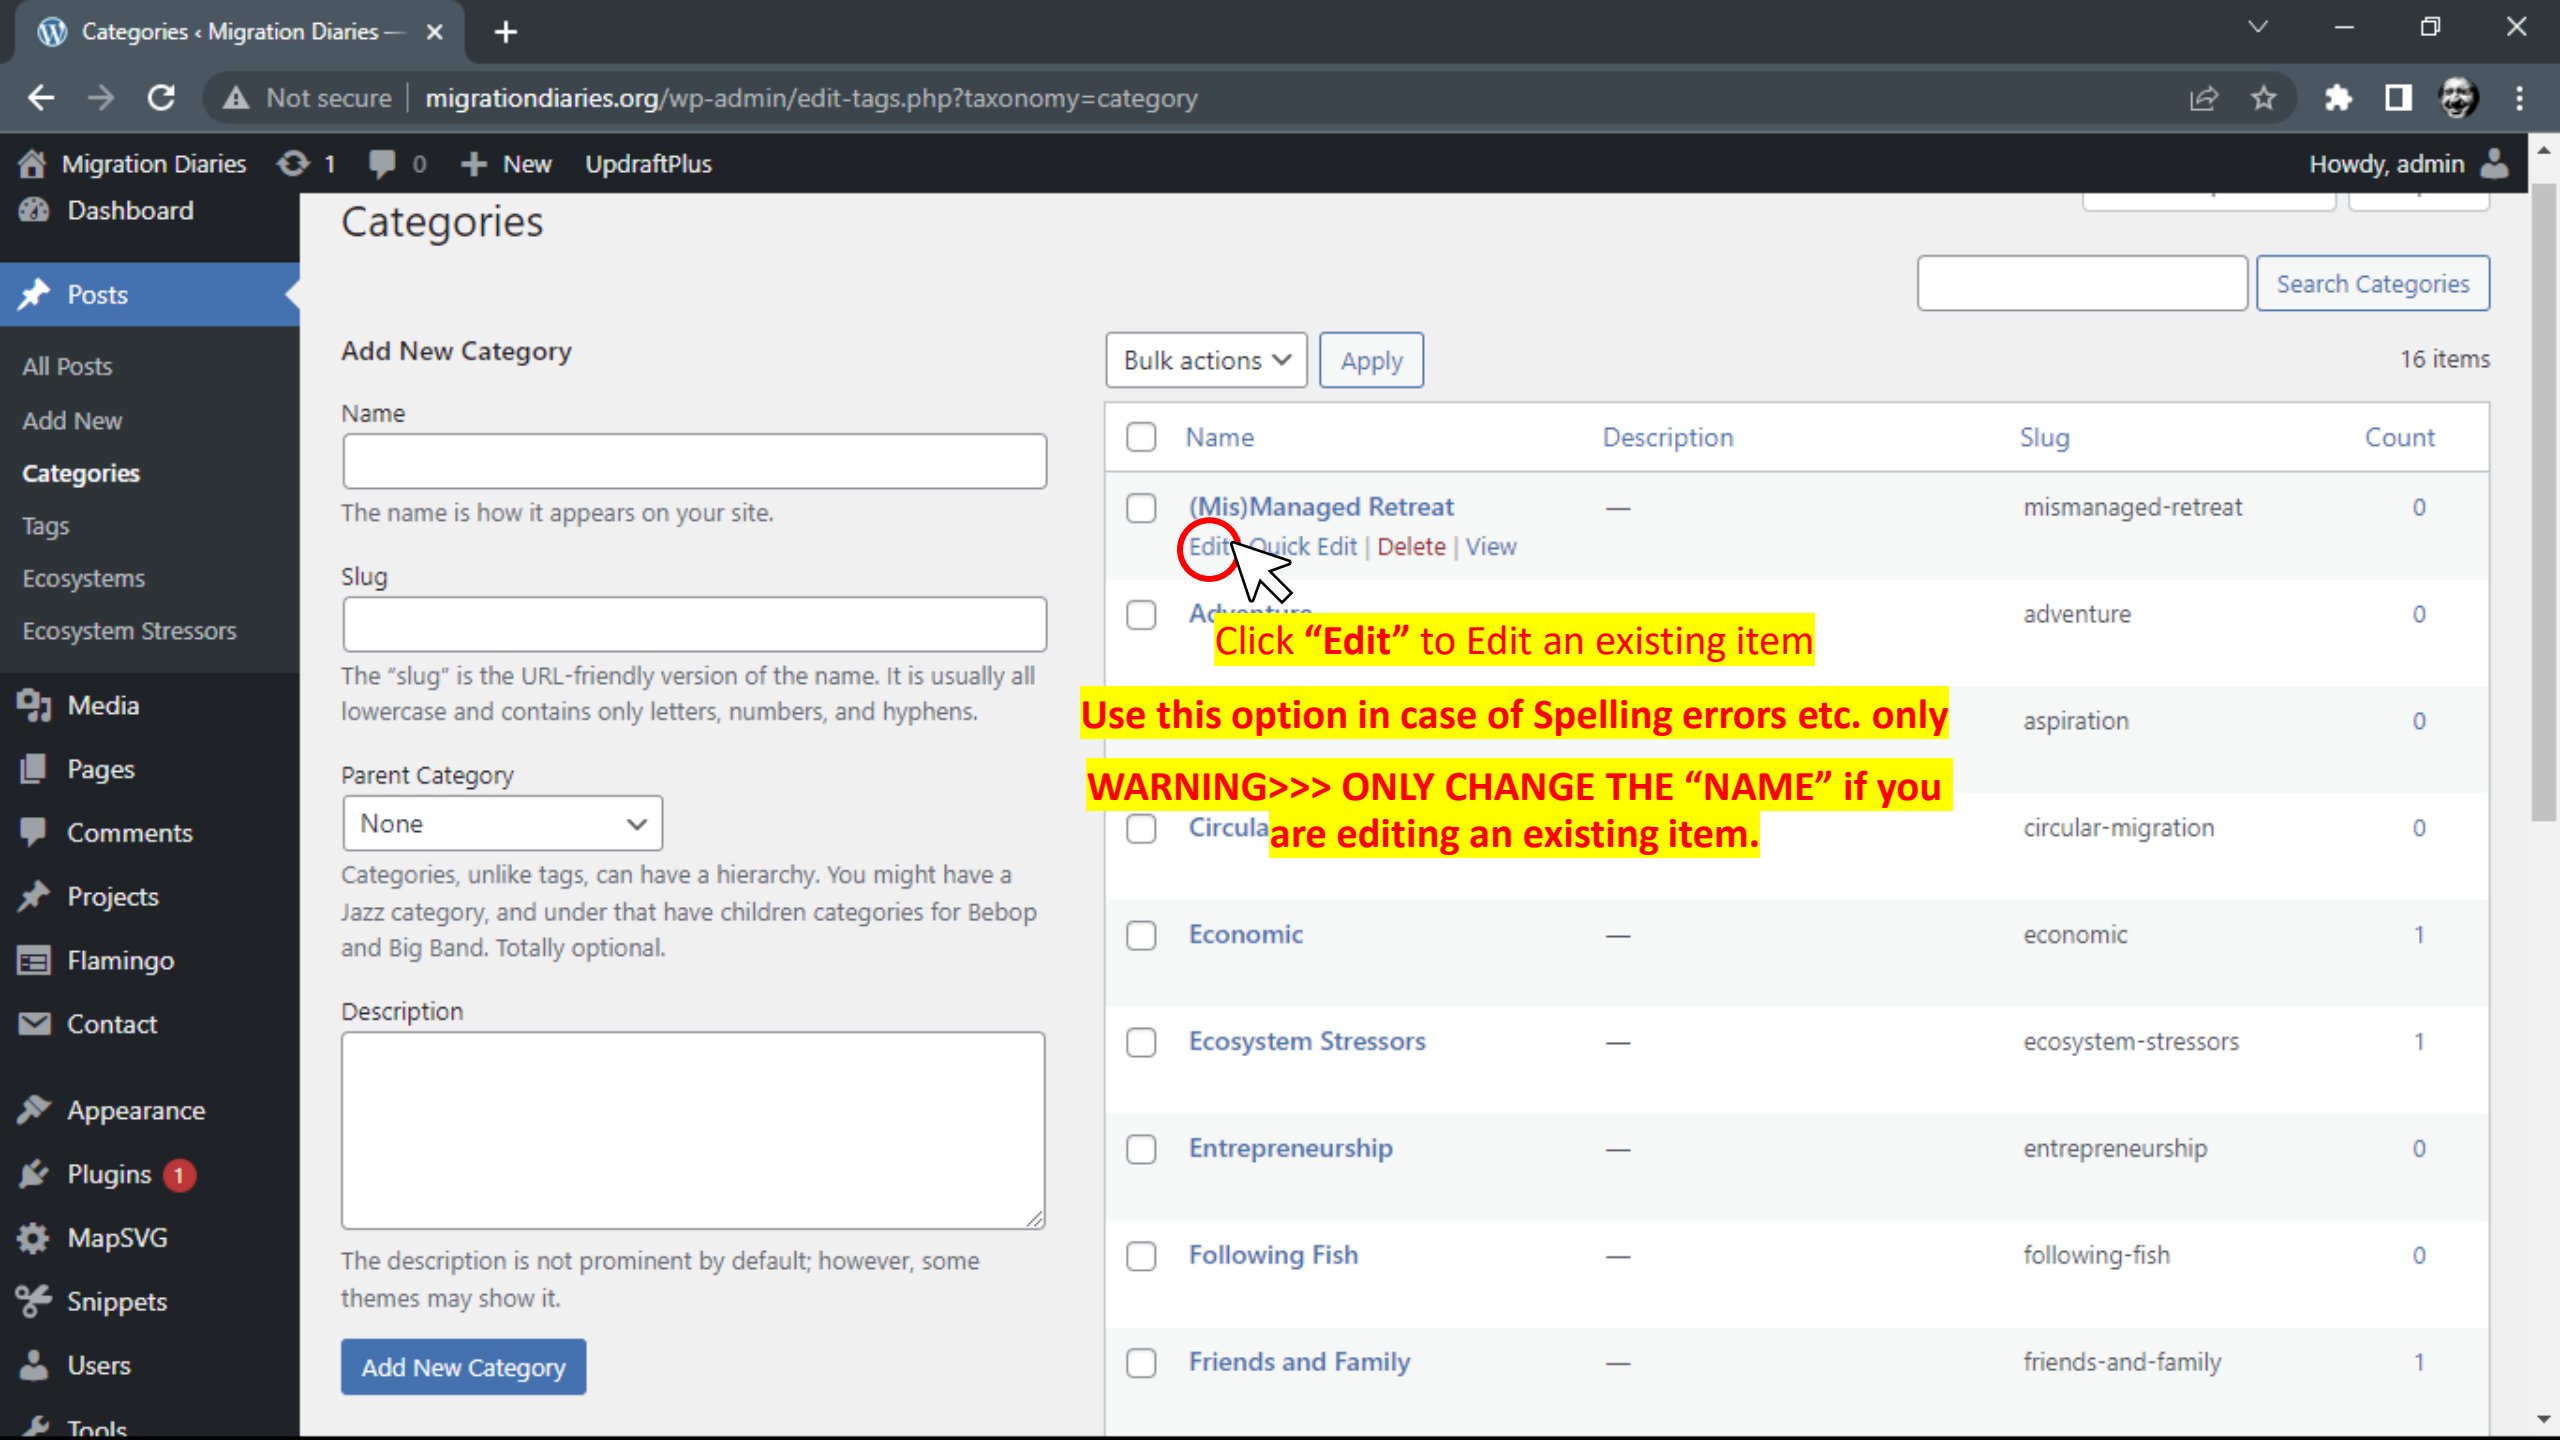 Categories ‹ Migration Diaries —
Not secure | migrationdiaries.org/wp-admin/edit-tags.php?taxonomy=category
Migration Diaries 1 0 New UpdraftPlus Howdy, admin
Dashboard
Posts
All Posts
Add New
Categories
Tags
Ecosystems
Ecosystem Stressors
Media
Pages
Comments
Projects
Flamingo
Contact
Appearance
Plugins 1
MapSVG
Snippets
Users
Tools
Categories
Search Categories
Add New Category
Name
The name is how it appears on your site.
Slug
The “slug” is the URL-friendly version of the name. It is usually all
lowercase and contains only letters, numbers, and hyphens.
Parent Category
None
Categories, unlike tags, can have a hierarchy. You might have a
Jazz category, and under that have children categories for Bebop
and Big Band. Totally optional.
Description
The description is not prominent by default; however, some
themes may show it.
Add New Category
Bulk actions Apply 16 items
Name Description Slug Count
(Mis)Managed Retreat — mismanaged-retreat 0
Edit Quick Edit | Delete | View
Adventure adventure 0
Click “Edit” to Edit an existing item
Use this option in case of Spelling errors etc. only
aspiration 0
WARNING>>> ONLY CHANGE THE “NAME” if you
are editing an existing item.
Circula circular-migration 0
Economic — economic 1
Ecosystem Stressors — ecosystem-stressors 1
Entrepreneurship — entrepreneurship 0
Following Fish — following-fish 0
Friends and Family — friends-and-family 1